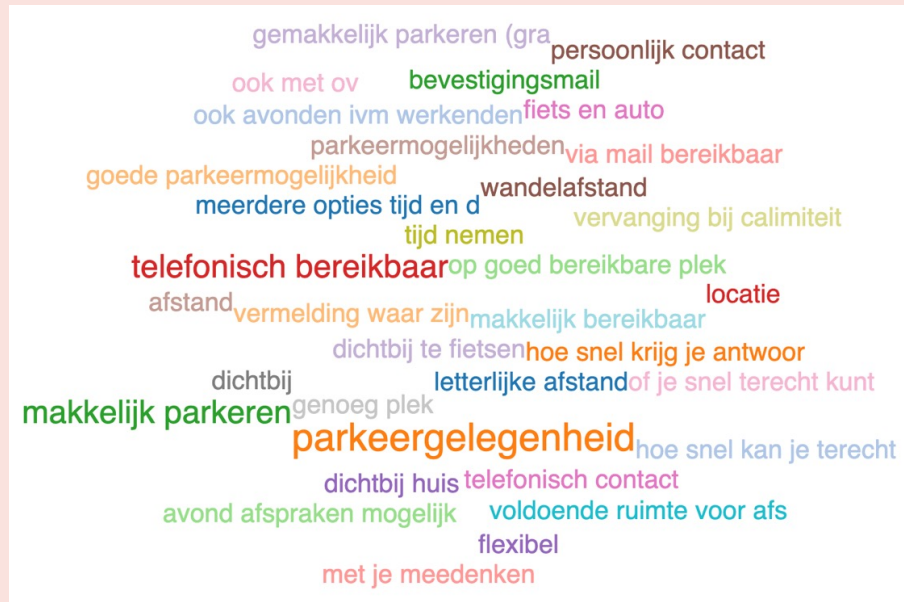 gemakkelijk parkeren (gra
persoonlijk contact
ook met ov
bevestigingsmail
ook avonden ivm werkenden
fiets en auto
parkeermogelijkheden
via mail bereikbaar
goede parkeermogelijkheid
wandelafstand
meerdere opties tijd en d
vervanging bij calimiteit
tijd nemen
telefonisch bereikbaar
op goed bereikbare plek
locatie
afstand
vermelding waar zijn
makkelijk bereikbaar
dichtbij te fietsen
hoe snel krijg je antwoor
dichtbij
letterlijke afstand
of je snel terecht kunt
makkelijk parkeren
genoeg plek
parkeergelegenheid
hoe snel kan je terecht
dichtbij huis
telefonisch contact
avond afspraken mogelijk
voldoende ruimte voor afs
flexibel
met je meedenken